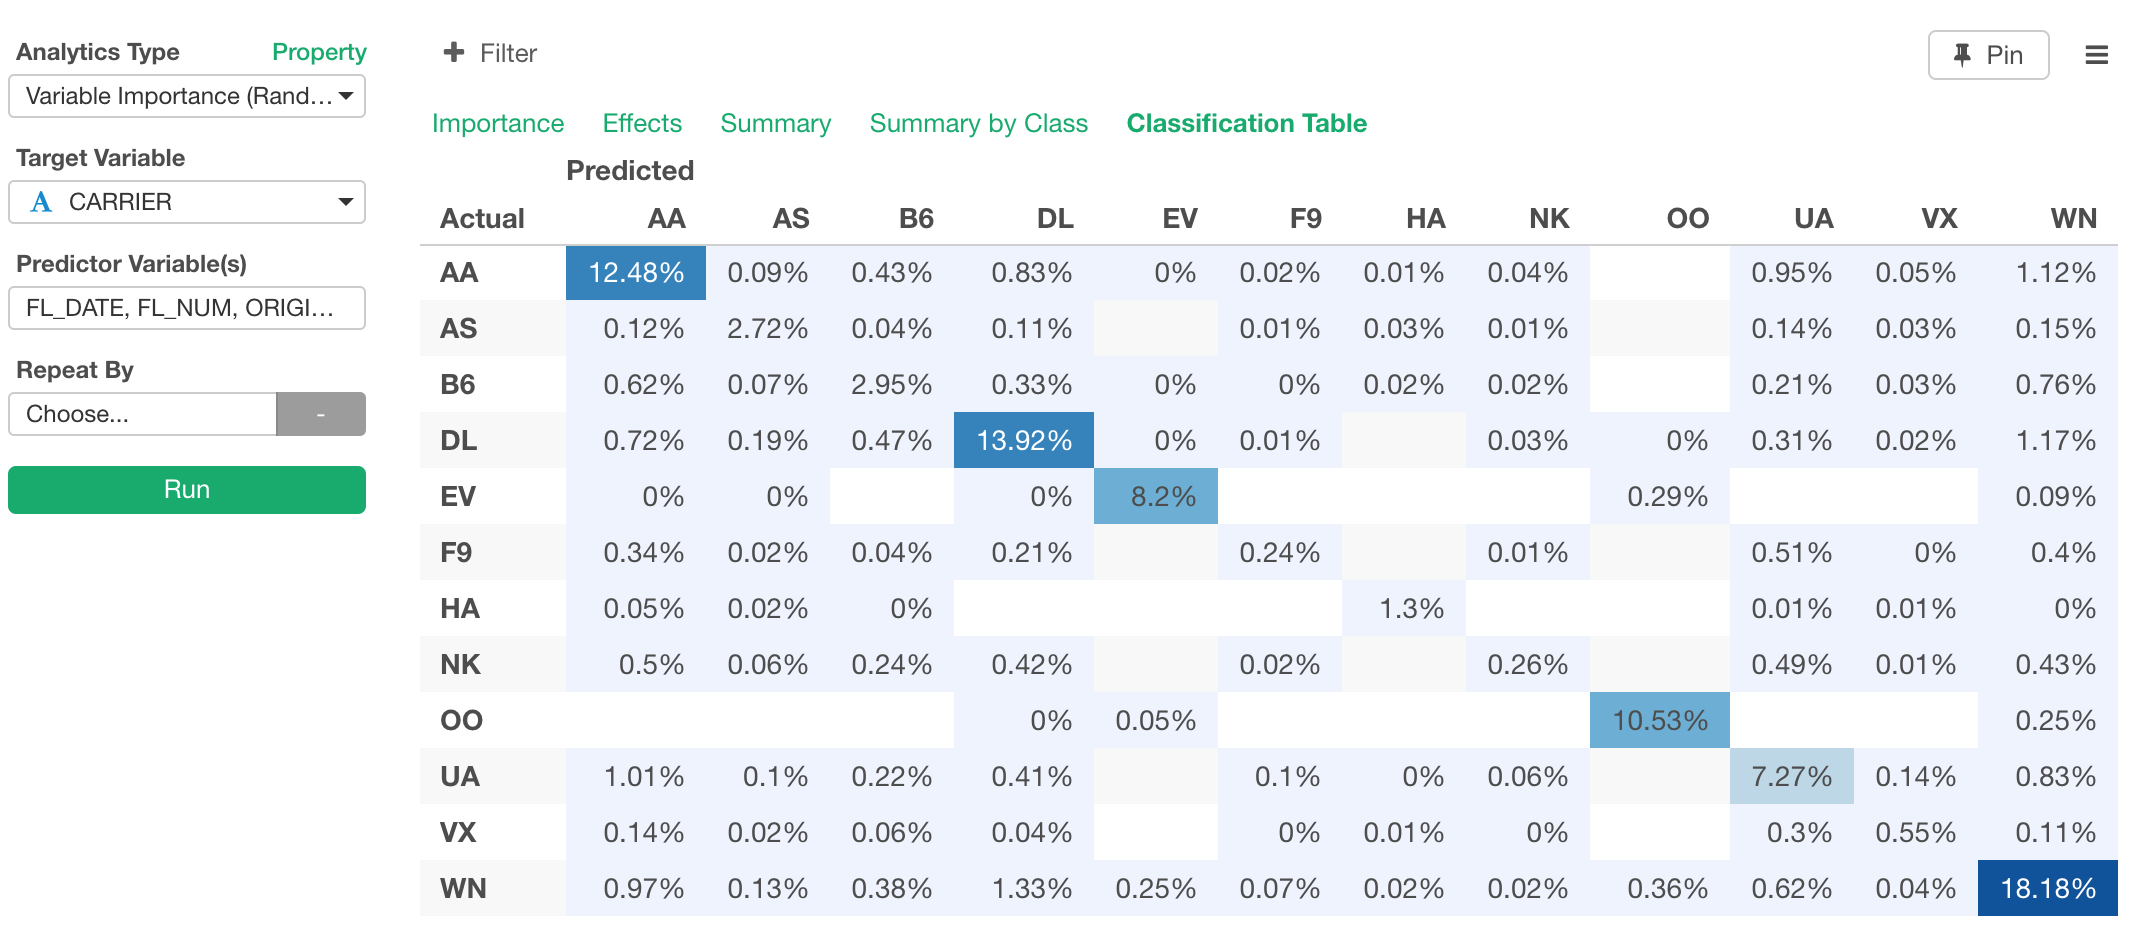 Analytics Type Property
Variable Importance (Rand...
Target Variable
A CARRIER
Predictor Variable(s)
FL_DATE, FL_NUM, ORIGI...
Repeat By
Choose... -
Run
+ Filter
Pin
Importance Effects Summary Summary by Class Classification Table
Predicted
Actual AA AS B6 DL EV F9 HA NK OO UA VX WN
AA 12.48% 0.09% 0.43% 0.83% 0% 0.02% 0.01% 0.04% 0.95% 0.05% 1.12%
AS 0.12% 2.72% 0.04% 0.11% 0.01% 0.03% 0.01% 0.14% 0.03% 0.15%
B6 0.62% 0.07% 2.95% 0.33% 0% 0% 0.02% 0.02% 0.21% 0.03% 0.76%
DL 0.72% 0.19% 0.47% 13.92% 0% 0.01% 0.03% 0% 0.31% 0.02% 1.17%
EV 0% 0% 0% 8.2% 0.29% 0.09%
F9 0.34% 0.02% 0.04% 0.21% 0.24% 0.01% 0.51% 0% 0.4%
HA 0.05% 0.02% 0% 1.3% 0.01% 0.01% 0%
NK 0.5% 0.06% 0.24% 0.42% 0.02% 0.26% 0.49% 0.01% 0.43%
OO 0% 0.05% 10.53% 0.25%
UA 1.01% 0.1% 0.22% 0.41% 0.1% 0% 0.06% 7.27% 0.14% 0.83%
VX 0.14% 0.02% 0.06% 0.04% 0% 0.01% 0% 0.3% 0.55% 0.11%
WN 0.97% 0.13% 0.38% 1.33% 0.25% 0.07% 0.02% 0.02% 0.36% 0.62% 0.04% 18.18%